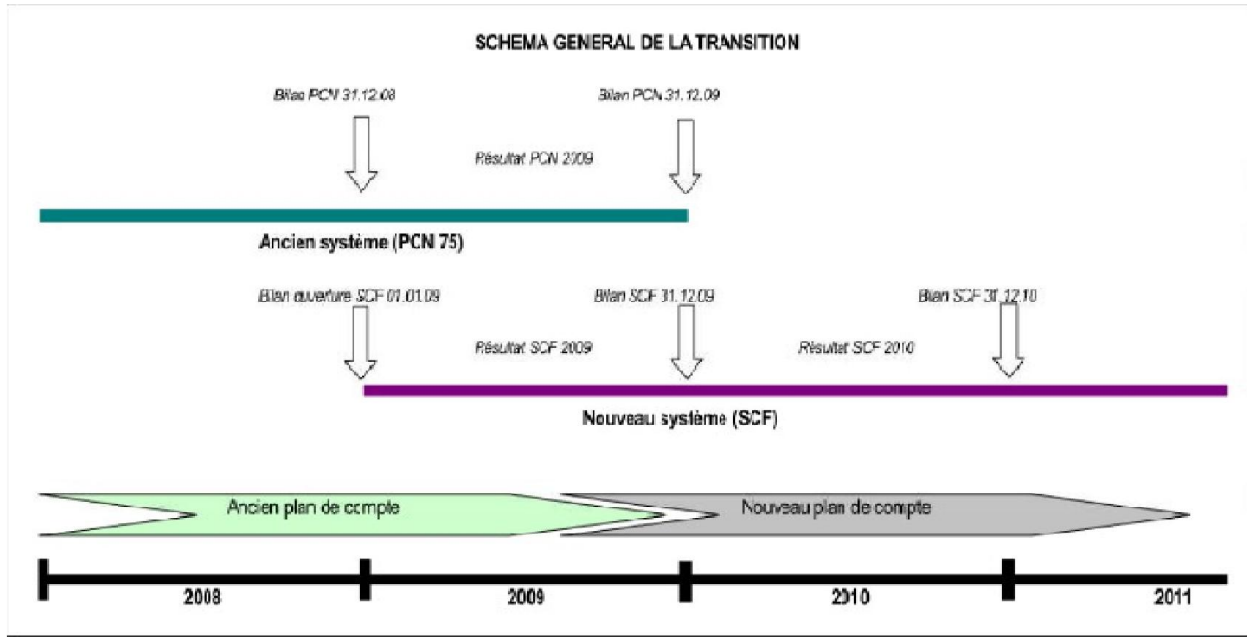 SCHEMA GENERAL DE LA TRANSITION
Bilan PCN 31.12.08 Bilan PCN 31.12.09
Résultat PCN 2009
Ancien système (PCN 75)
Bilan ouverture SCF 01.01.09 Bilan SCF 31.12.09 Bilan SCF 31.12.10
Résultat SCF 2009 Résultat SCF 2010
Nouveau système (SCF)
Ancien plan de compte Nouveau plan de compte
2008 2009 2010 2011